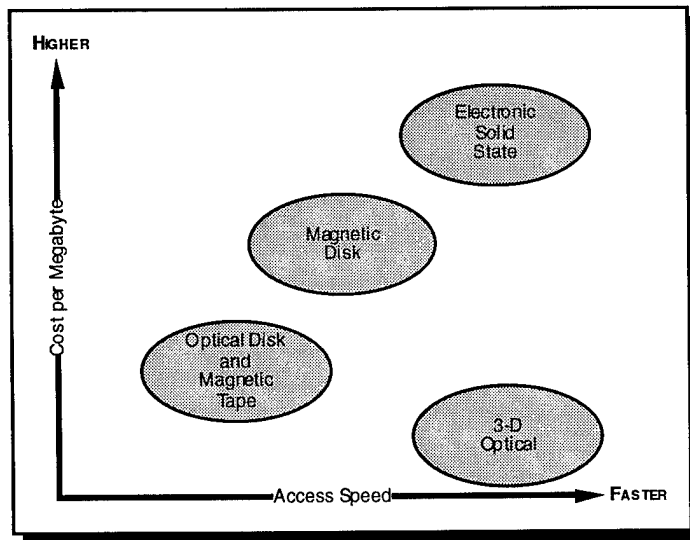 HIGHER
Electronic
Solid
State
Magnetic
Disk
Cost per Megabyte
Optical Disk
and
Magnetic
Tape
3-D
Optical
Access Speed
FASTER